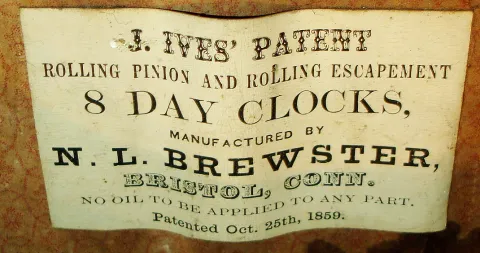 J. IVES' PATENT
ROLLING PINION AND ROLLING ESCAPEMENT
8 DAY CLOCKS,
MANUFACTURED BY
N. L. BREWSTER,
BRISTOL, CONN.
NO OIL TO BE APPLIED TO ANY PART.
Patented Oct. 25th, 1859.